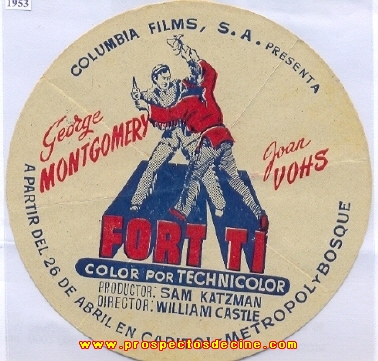 1953
COLUMBIA FILMS, S.A. PRESENTA
George
MONTGOMERY
Joan
VOHS
FORT TI
COLOR POR TECHNICOLOR
PRODUCTOR: SAM KATZMAN
DIRECTOR: WILLIAM CASTLE
A PARTIR DEL 26 DE ABRIL EN METROPOL Y BOSQUE
www.prospectosdecine.com